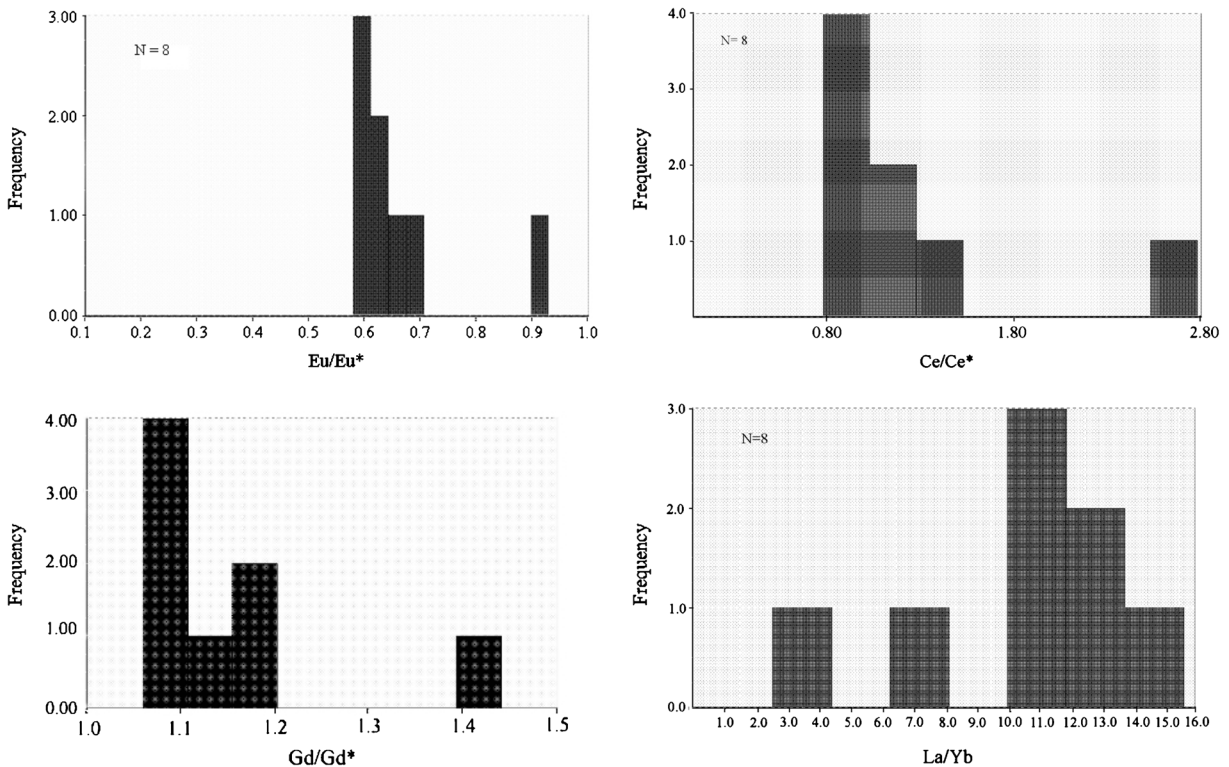 3.00
N = 8
2.00
Frequency
1.00
0.00
0.1 0.2 0.3 0.4 0.5 0.6 0.7 0.8 0.9 1.0
Eu/Eu*
4.0
N= 8
3.0
Frequency
2.0
1.0
0.80 1.80 2.80
Ce/Ce*
4.00
3.00
Frequency
2.00
1.00
0.00
1.0 1.1 1.2 1.3 1.4 1.5
Gd/Gd*
3.0
N=8
2.0
Frequency
1.0
0.0
1.0 2.0 3.0 4.0 5.0 6.0 7.0 8.0 9.0 10.0 11.0 12.0 13.0 14.0 15.0 16.0
La/Yb